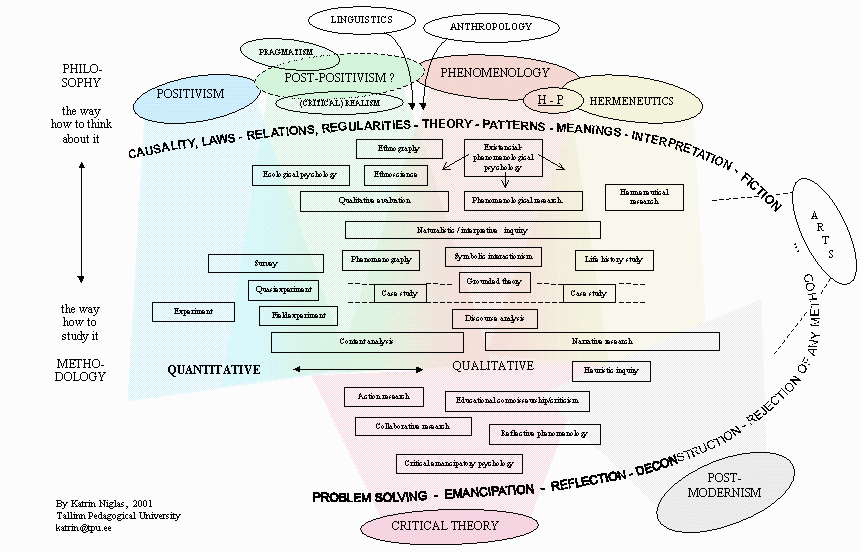 LINGUISTICS
ANTHROPOLOGY
PRAGMATISM
PHILO-
SOPHY
POSITIVISM
POST-POSITIVISM ?
PHENOMENOLOGY
(CRITICAL) REALISM
H - P
HERMENEUTICS
the way
how to think
about it
CAUSALITY, LAWS - RELATIONS, REGULARITIES - THEORY - PATTERNS - MEANINGS - INTERPRETATION - FICTION
Ethnography
Existencial-
phenomenological
psychology
Ecological psychology
Ethnoscience
Qualitative evaluation
Phenomenological research
Hermeneutical
research
ARTS
Naturalistic / interpretive inquiry
...
Survey
Phenomenography
Symbolic interactionism
Life history study
Quasiexperiment
Case study
Grounded theory
Case study
the way
how to
study it
Experiment
Fieldexperiment
Discourse analysis
Content analysis
Narrative research
METHO-
DOLOGY
QUANTITATIVE
QUALITATIVE
Heuristic inquiry
Action research
Educational connoisseurship/criticism
Collaborative research
Reflective phenomenology
Critical emancipatory psychology
PROBLEM SOLVING - EMANCIPATION - REFLECTION - DECONSTRUCTION - REJECTION OF ANY METHOD
POST-
MODERNISM
CRITICAL THEORY
By Katrin Niglas, 2001
Tallinn Pedagogical University
katrin@tpu.ee